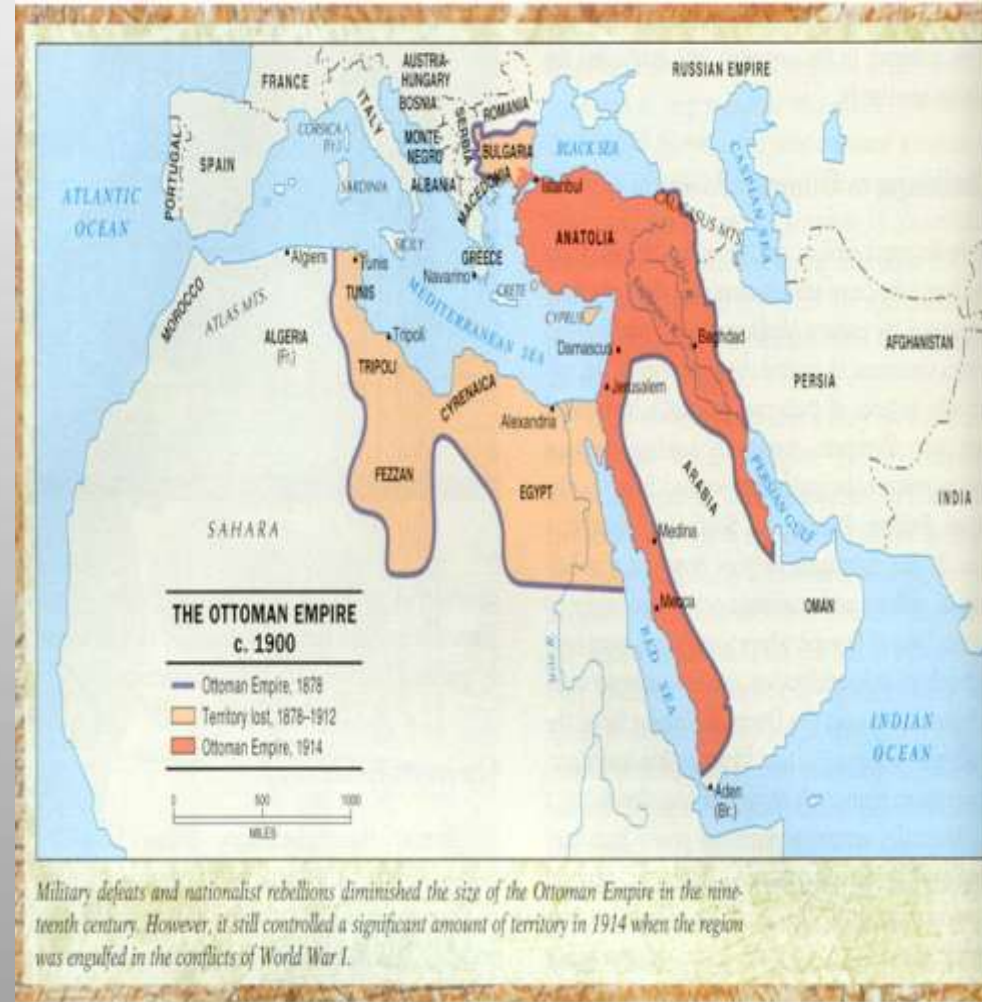 FRANCE
AUSTRIA-
HUNGARY
RUSSIAN EMPIRE
BOSNIA
ROMANIA
ITALY
CORSICA
(Fr.)
MONTE-
NEGRO
SERBIA
BULGARIA
BLACK SEA
CASPIAN SEA
PORTUGAL
SPAIN
SARDINIA
ALBANIA
MACEDONIA
Istanbul
ATLANTIC
OCEAN
ANATOLIA
CAUCASUS MTS.
SICILY
GREECE
Algiers
Tunis
Navarino
CRETE
MOROCCO
ATLAS MTS.
TUNIS
MEDITERRANEAN SEA
CYPRUS
ALGERIA
(Fr.)
Tripoli
Damascus
Baghdad
AFGHANISTAN
TRIPOLI
CYRENAICA
Jerusalem
PERSIA
Alexandria
FEZZAN
EGYPT
ARABIA
PERSIAN GULF
INDIA
SAHARA
Medina
Mecca
OMAN
Nile R.
RED SEA
INDIAN
OCEAN
Aden
(Br.)
THE OTTOMAN EMPIRE
c. 1900
Ottoman Empire, 1878
Territory lost, 1878–1912
Ottoman Empire, 1914
0 500 1000
MILES
Military defeats and nationalist rebellions diminished the size of the Ottoman Empire in the nine-
teenth century. However, it still controlled a significant amount of territory in 1914 when the region
was engulfed in the conflicts of World War I.